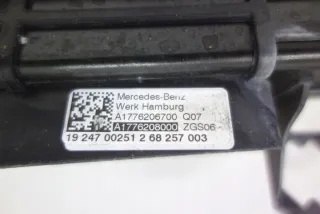 Mercedes-Benz
Werk Hamburg
A1776206700 Q07
A1776208000 ZGS06 -
19 247 00251 2 68 257 003